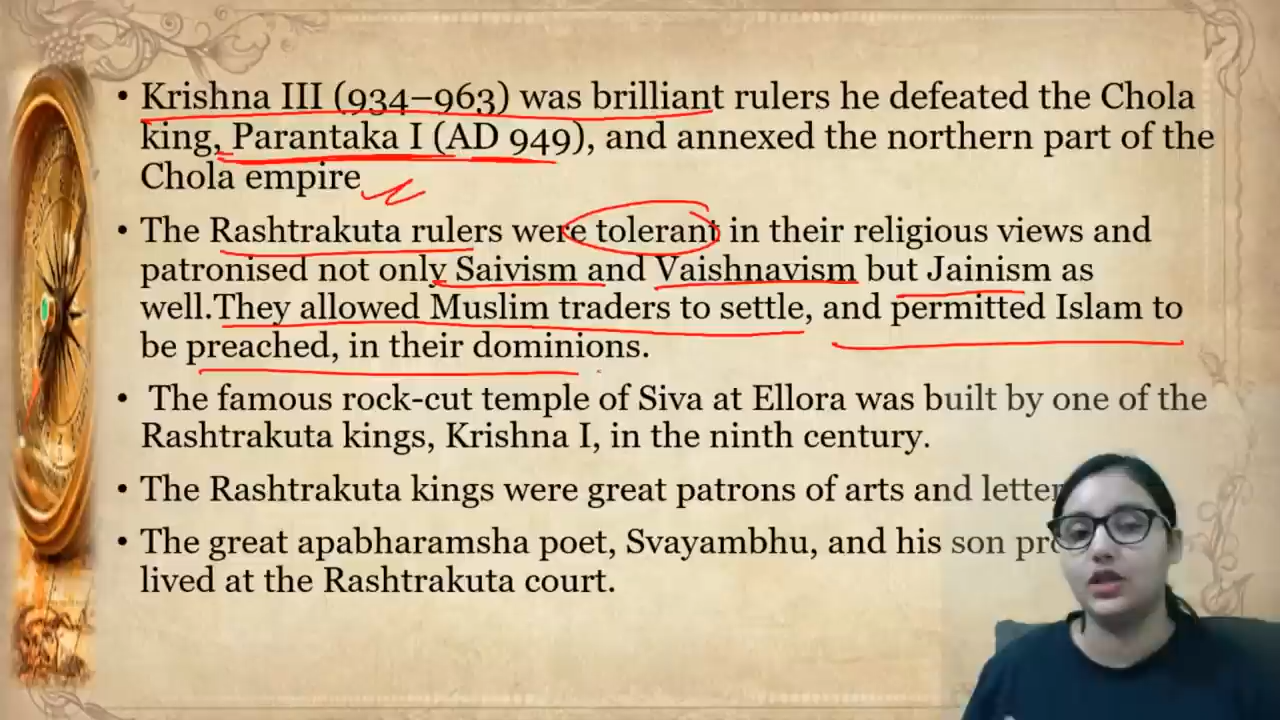 • Krishna III (934–963) was brilliant rulers he defeated the Chola
king, Parantaka I (AD 949), and annexed the northern part of the
Chola empire
• The Rashtrakuta rulers were tolerant in their religious views and
patronised not only Saivism and Vaishnavism but Jainism as
well.They allowed Muslim traders to settle, and permitted Islam to
be preached, in their dominions.
• The famous rock-cut temple of Siva at Ellora was built by one of the
Rashtrakuta kings, Krishna I, in the ninth century.
• The Rashtrakuta kings were great patrons of arts and
• The great apabharamsha poet, Svayambhu, and his son
lived at the Rashtrakuta court.